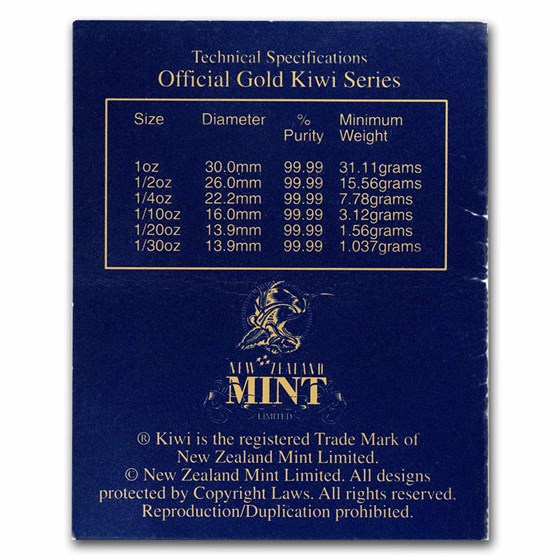 Technical Specifications
Official Gold Kiwi Series
Size Diameter % Purity Minimum Weight
1oz 30.0mm 99.99 31.11grams
1/2oz 26.0mm 99.99 15.56grams
1/4oz 22.2mm 99.99 7.78grams
1/10oz 16.0mm 99.99 3.12grams
1/20oz 13.9mm 99.99 1.56grams
1/30oz 13.9mm 99.99 1.037grams
NEW ZEALAND
MINT
LIMITED
® Kiwi is the registered Trade Mark of
New Zealand Mint Limited.
© New Zealand Mint Limited. All designs
protected by Copyright Laws. All rights reserved.
Reproduction/Duplication prohibited.